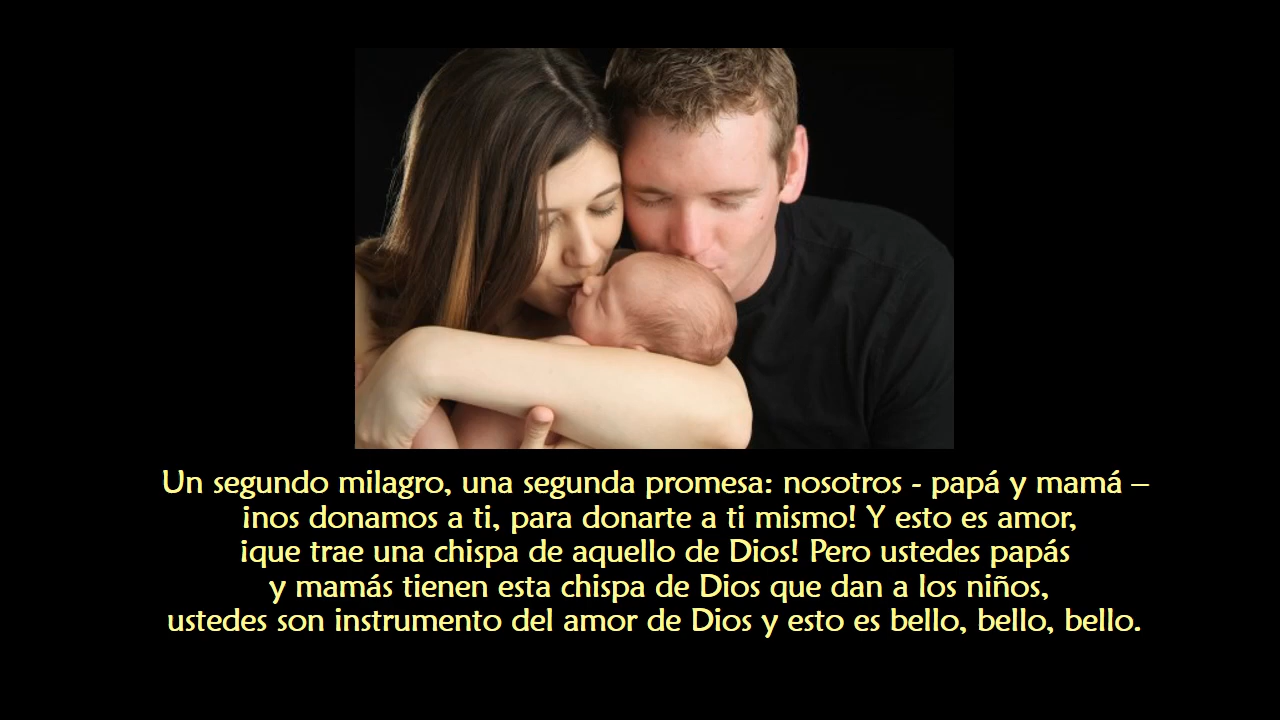 Un segundo milagro, una segunda promesa: nosotros - papá y mamá –
¡nos donamos a ti, para donarte a ti mismo! Y esto es amor,
¡que trae una chispa de aquello de Dios! Pero ustedes papás
y mamás tienen esta chispa de Dios que dan a los niños,
ustedes son instrumento del amor de Dios y esto es bello, bello, bello.